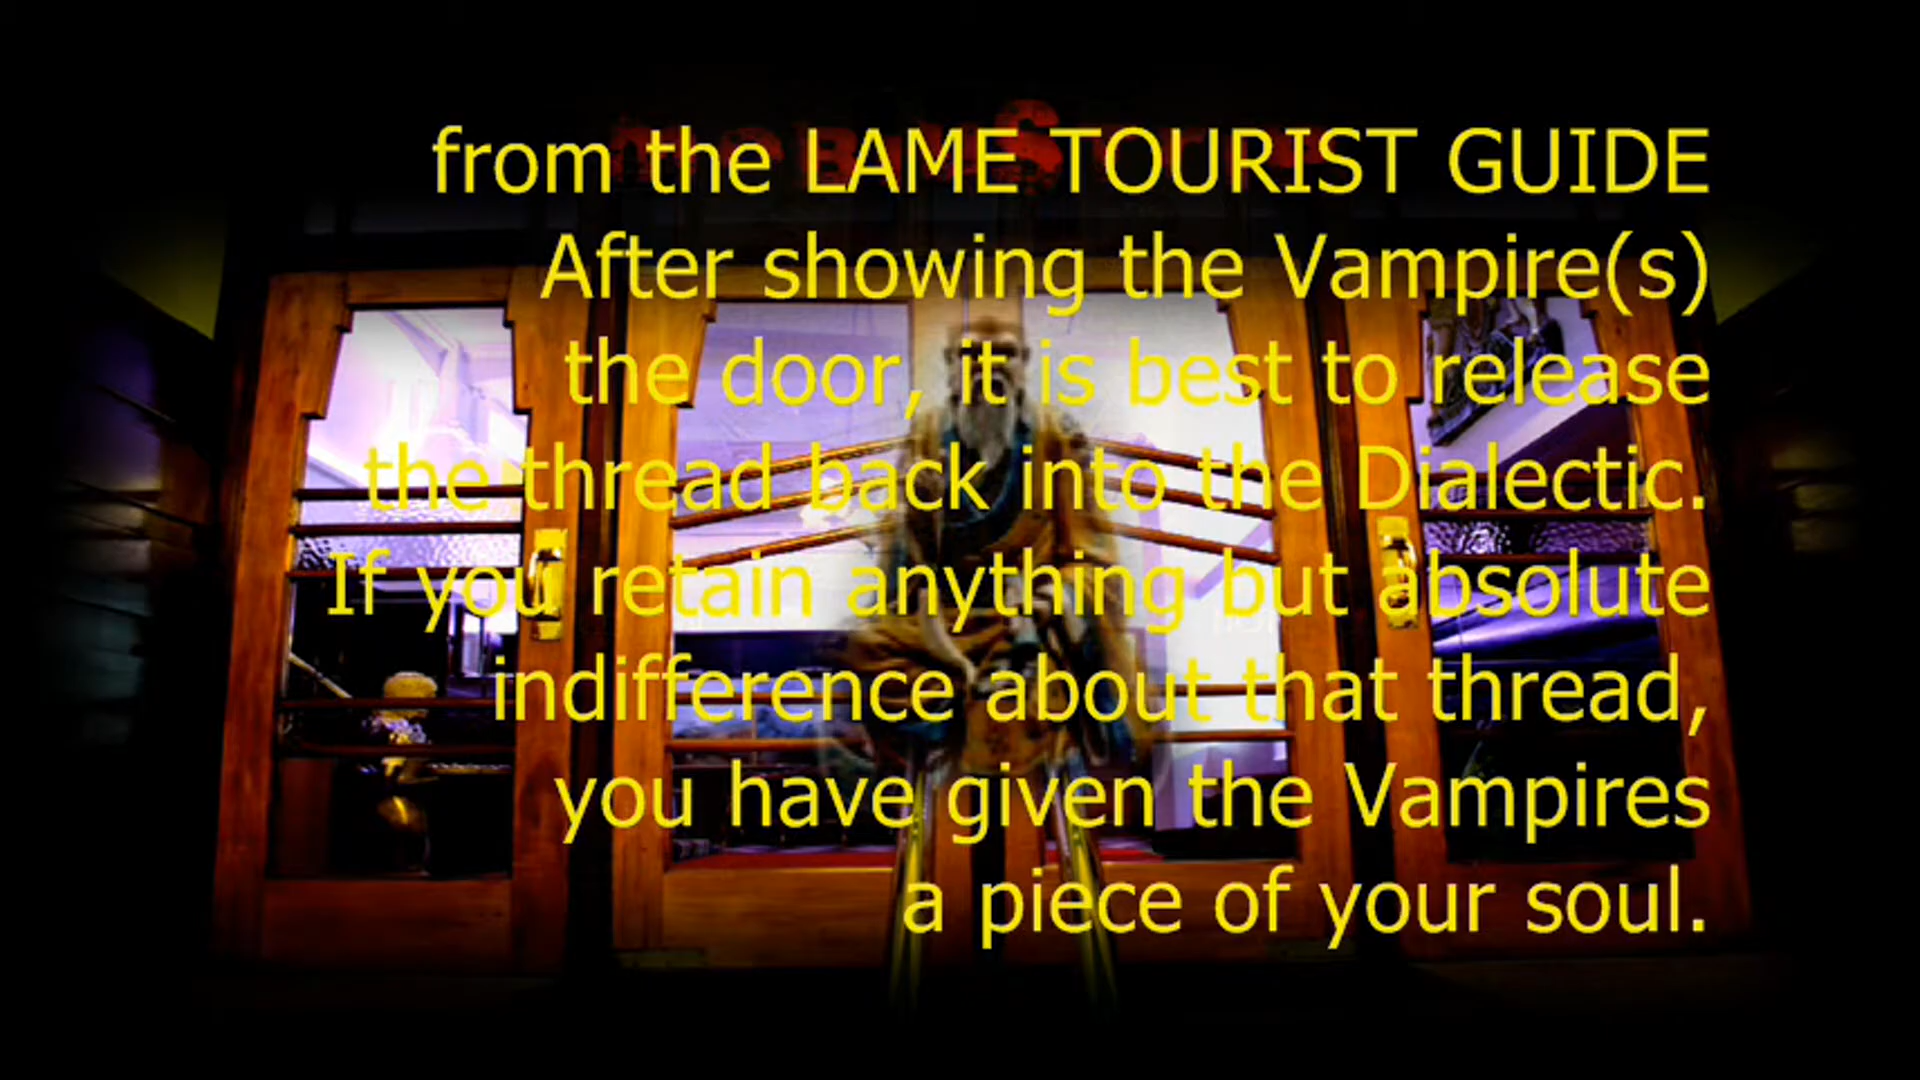 from the LAME TOURIST GUIDE
After showing the Vampire(s)
the door, it is best to release
the thread back into the Dialectic.
If you retain anything but absolute
indifference about that thread,
you have given the Vampires
a piece of your soul.